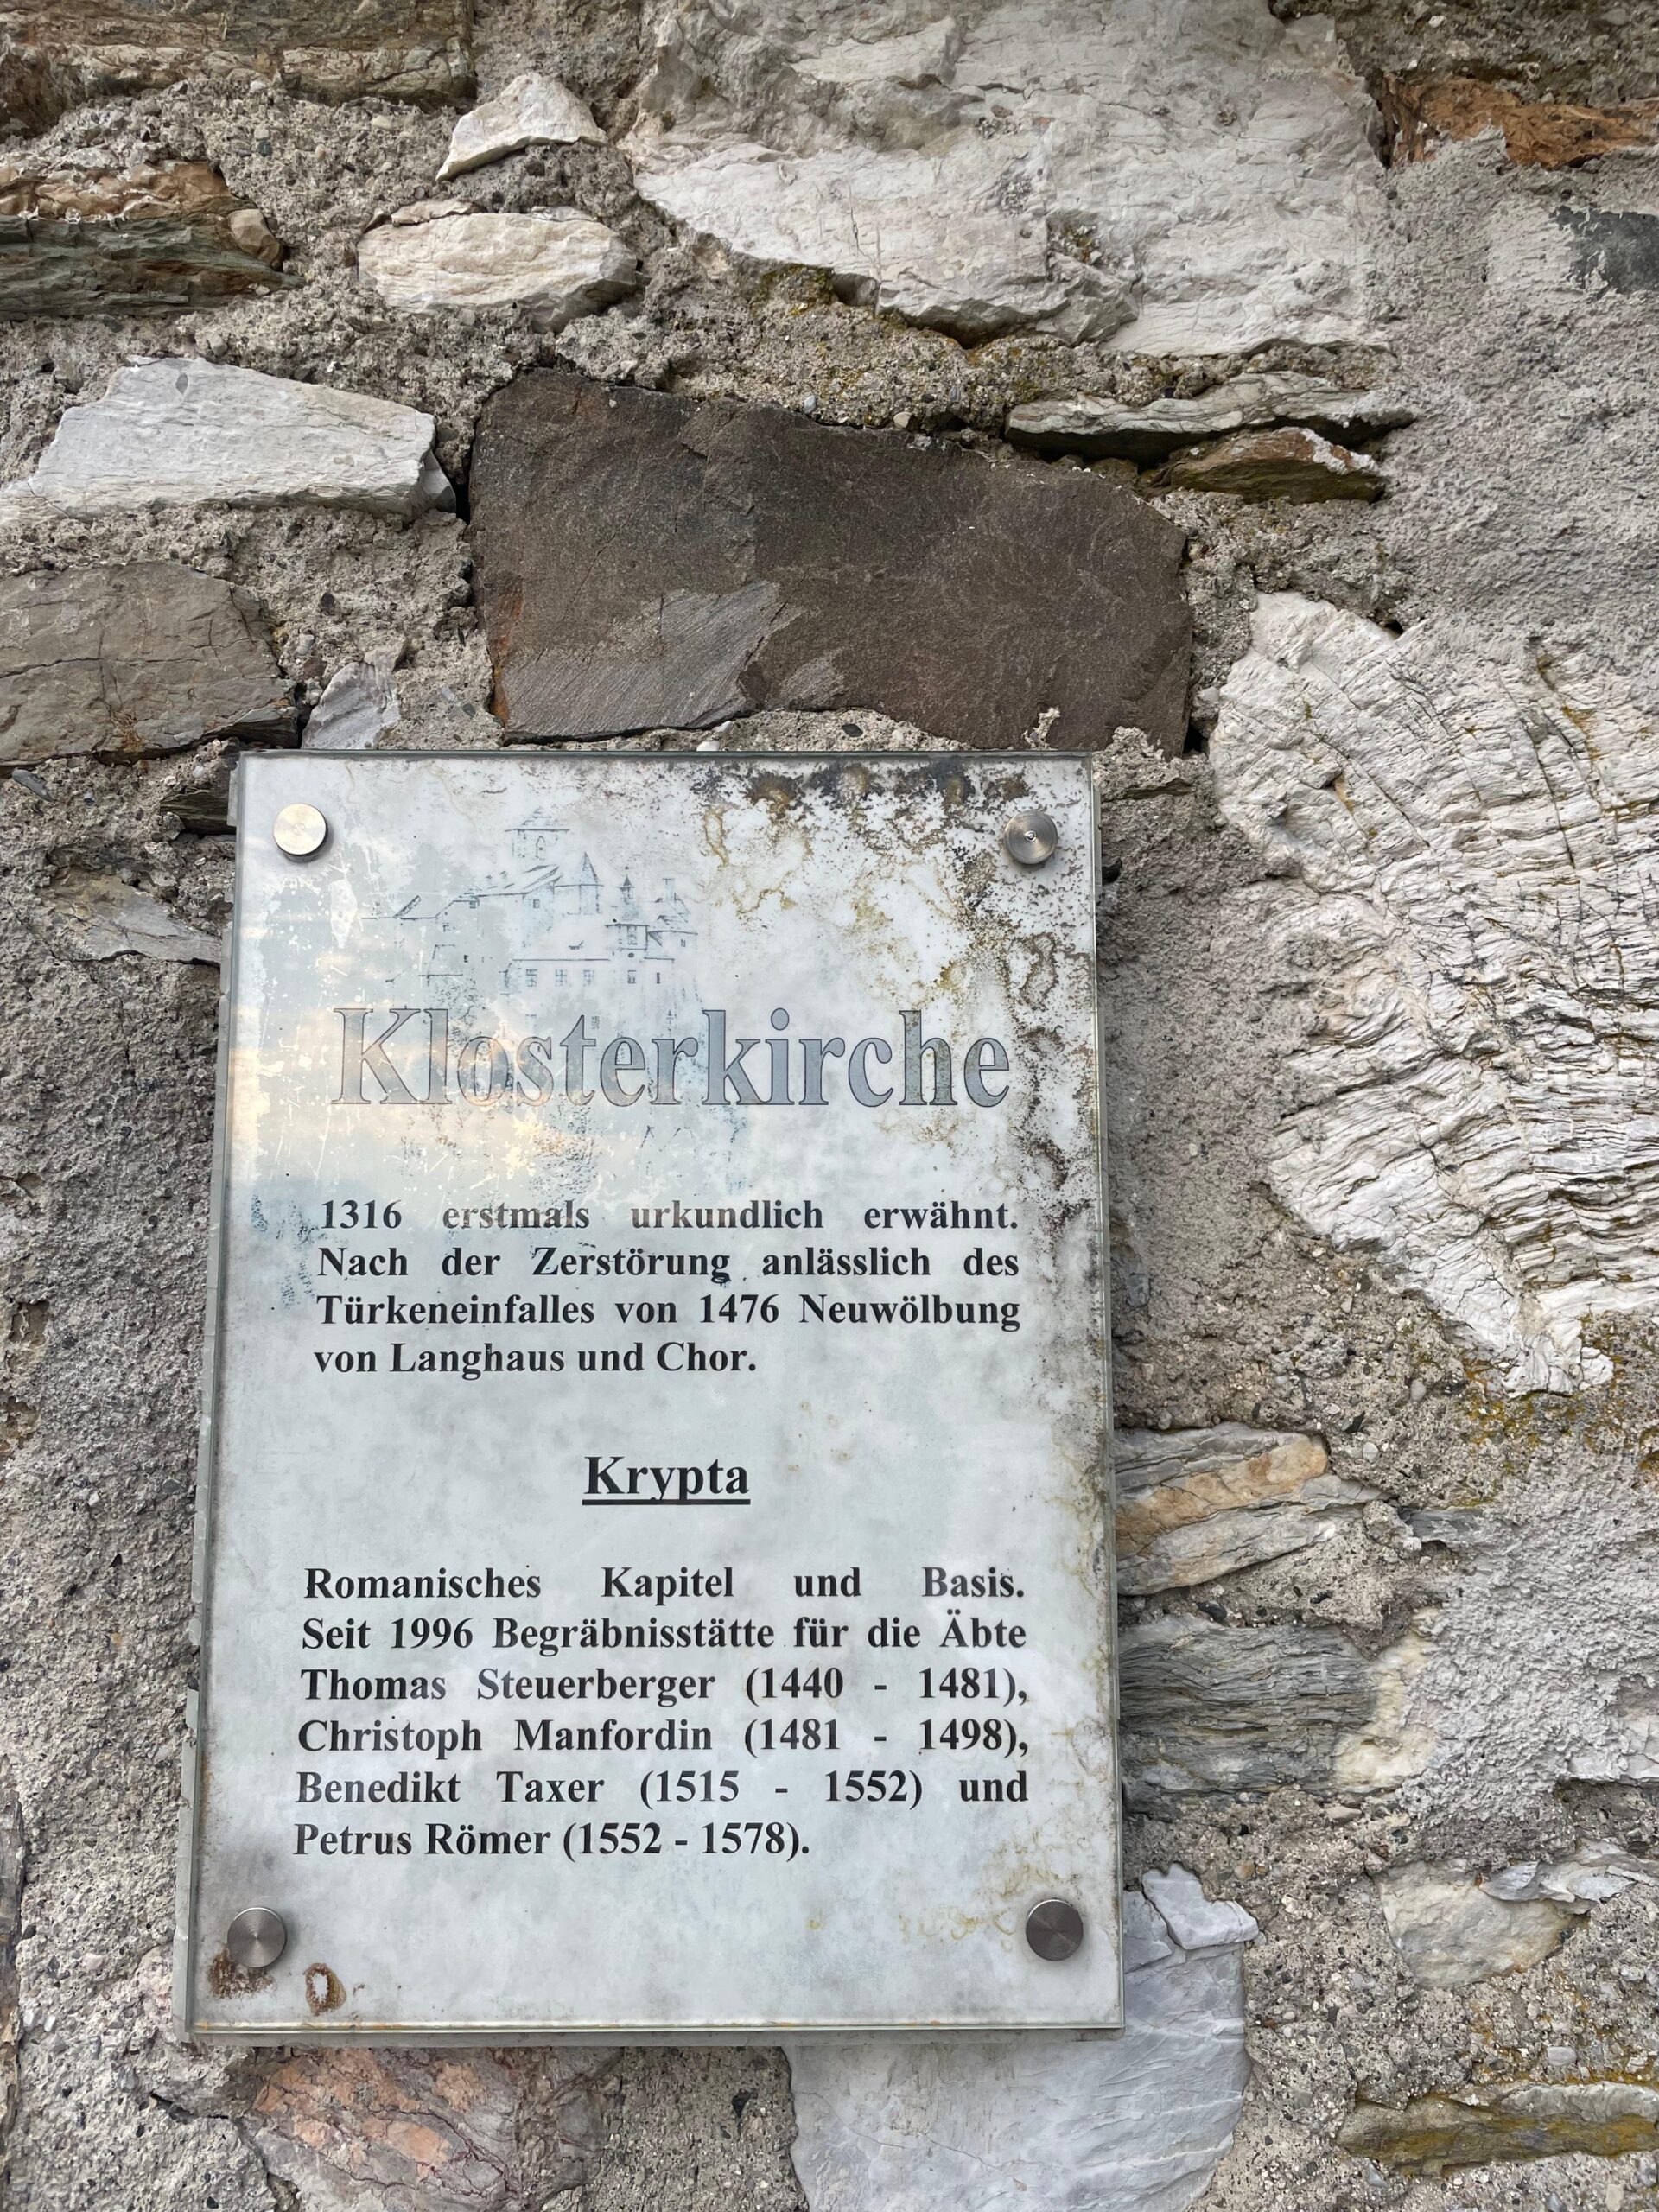 Klosterkirche
1316 erstmals urkundlich erwähnt.
Nach der Zerstörung anlässlich des
Türkeneinfalles von 1476 Neuwölbung
von Langhaus und Chor.
Krypta
Romanisches Kapitel und Basis.
Seit 1996 Begräbnisstätte für die Äbte
Thomas Steuerberger (1440 - 1481),
Christoph Manfordin (1481 - 1498),
Benedikt Taxer (1515 - 1552) und
Petrus Römer (1552 - 1578).